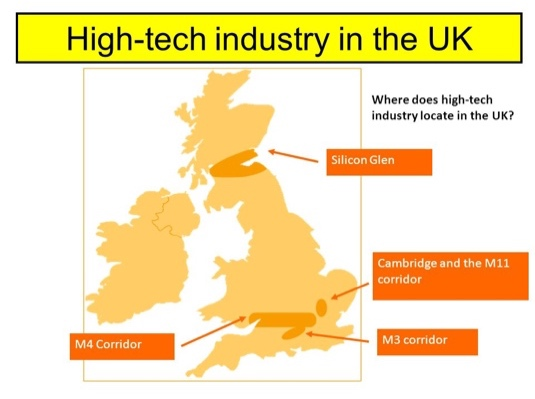 High-tech industry in the UK
Where does high-tech
industry locate in the UK?
Silicon Glen
Cambridge and the M11
corridor
M4 Corridor
M3 corridor